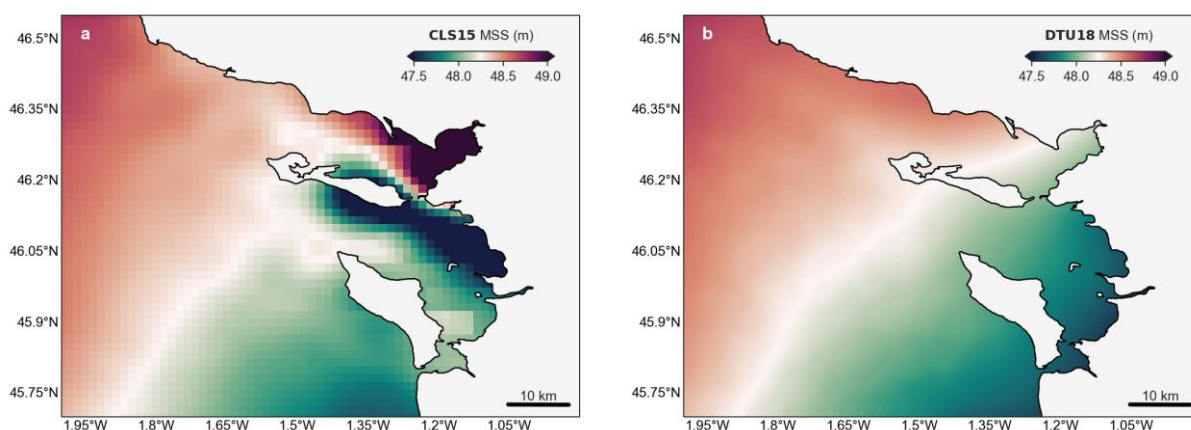 a
CLS15 MSS (m)
47.5 48.0 48.5 49.0
46.5°N
46.35°N
46.2°N
46.05°N
45.9°N
45.75°N
10 km
1.95°W 1.8°W 1.65°W 1.5°W 1.35°W 1.2°W 1.05°W
b
DTU18 MSS (m)
47.5 48.0 48.5 49.0
46.5°N
46.35°N
46.2°N
46.05°N
45.9°N
45.75°N
10 km
1.95°W 1.8°W 1.65°W 1.5°W 1.35°W 1.2°W 1.05°W